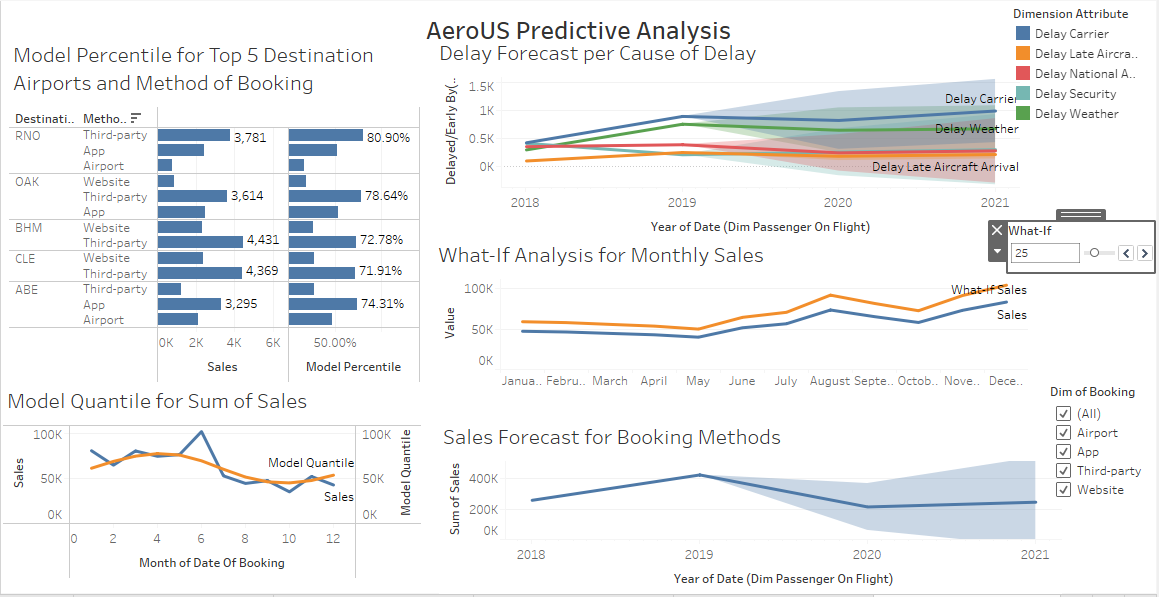 AeroUS Predictive Analysis
Model Percentile for Top 5 Destination
Airports and Method of Booking
Destinati.. Metho..
RNO Third-party 3,781 80.90%
App
Airport
OAK Website
Third-party 3,614 78.64%
App
BHM Website
Third-party 4,431 72.78%
CLE Website
Third-party 4,369 71.91%
ABE Third-party
App 3,295 74.31%
Airport
0K 2K 4K 6K 50.00%
Sales Model Percentile
Model Quantile for Sum of Sales
100K 100K
50K 50K
0K 0K
Sales
Model Quantile
Model Quantile
Sales
0 2 4 6 8 10 12
Month of Date Of Booking
Delay Forecast per Cause of Delay
Delayed/Early By(..
1.5K
1K
0.5K
0K
Delay Carrier
Delay Weather
Delay Late Aircraft Arrival
2018 2019 2020 2021
Year of Date (Dim Passenger On Flight)
Dimension Attribute
Delay Carrier
Delay Late Aircra..
Delay National A..
Delay Security
Delay Weather
What-If
25
What-If Analysis for Monthly Sales
Value
100K
50K
0K
What-If Sales
Sales
Janua.. Febru.. March April May June July August Septe.. Octob.. Nove.. Dece..
Sales Forecast for Booking Methods
Sum of Sales
400K
200K
0K
2018 2019 2020 2021
Year of Date (Dim Passenger On Flight)
Dim of Booking
(All)
Airport
App
Third-party
Website